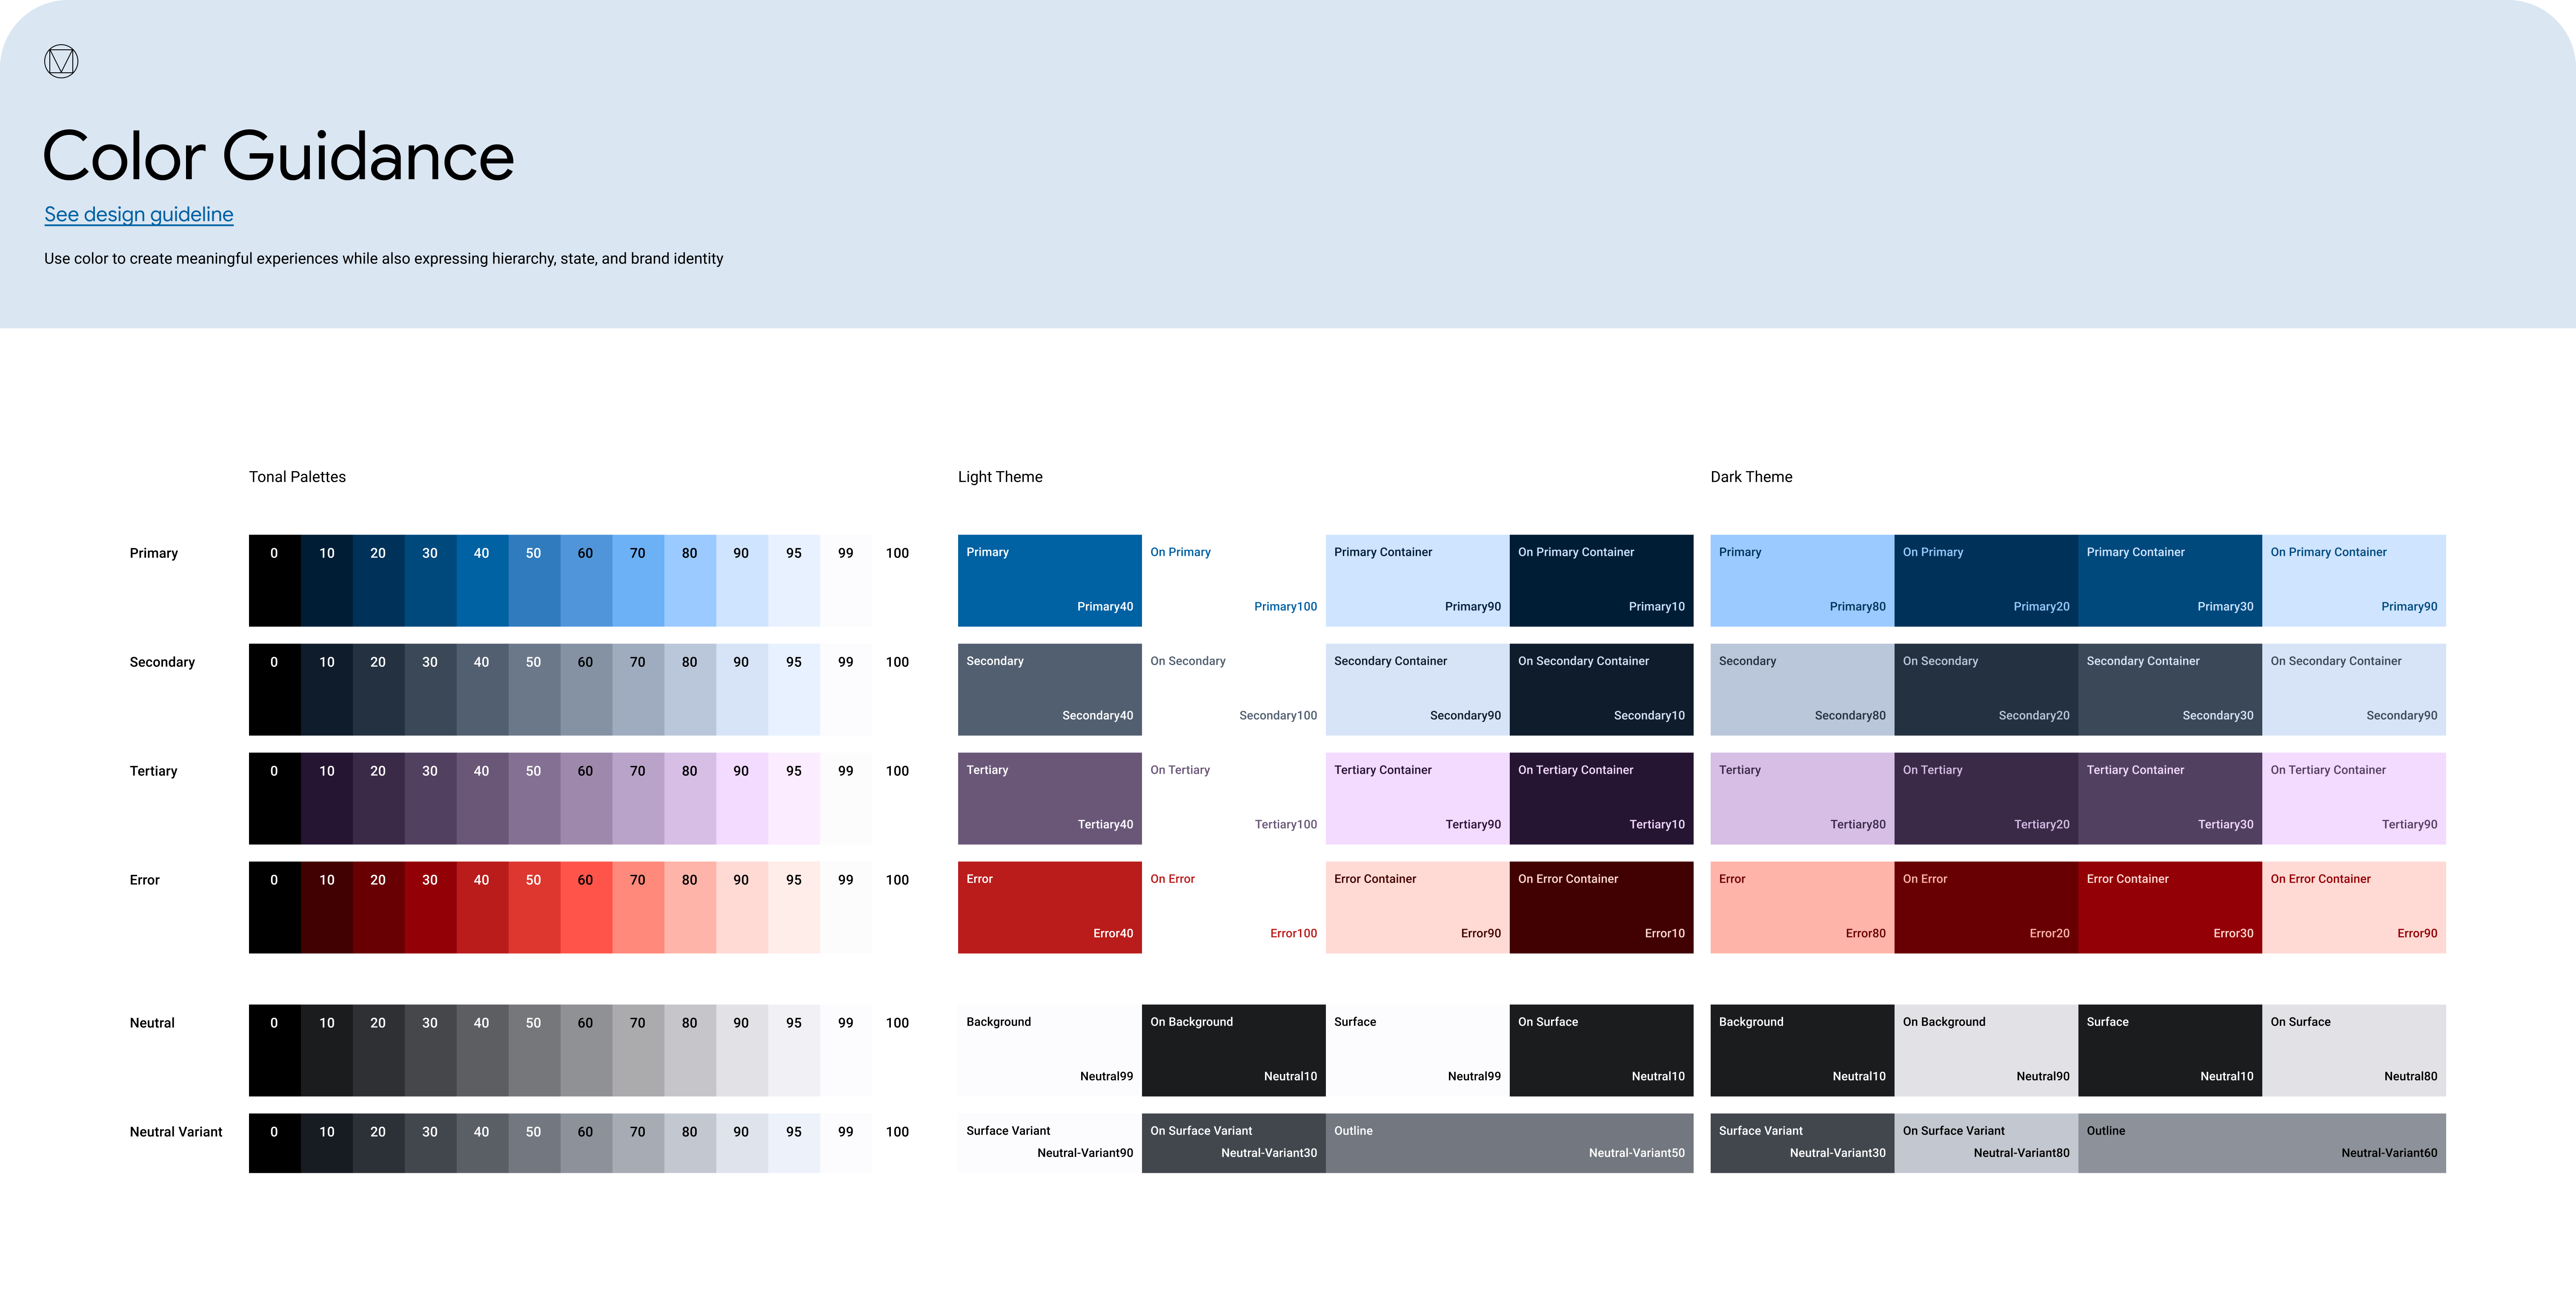 Color Guidance
See design guideline
Use color to create meaningful experiences while also expressing hierarchy, state, and brand identity
Tonal Palettes
Light Theme
Dark Theme
Primary 0 10 20 30 40 50 60 70 80 90 95 99 100
Primary On Primary Primary Container On Primary Container
Primary40 Primary100 Primary90 Primary10
Primary On Primary Primary Container On Primary Container
Primary80 Primary20 Primary30 Primary90
Secondary 0 10 20 30 40 50 60 70 80 90 95 99 100
Secondary On Secondary Secondary Container On Secondary Container
Secondary40 Secondary100 Secondary90 Secondary10
Secondary On Secondary Secondary Container On Secondary Container
Secondary80 Secondary20 Secondary30 Secondary90
Tertiary 0 10 20 30 40 50 60 70 80 90 95 99 100
Tertiary On Tertiary Tertiary Container On Tertiary Container
Tertiary40 Tertiary100 Tertiary90 Tertiary10
Tertiary On Tertiary Tertiary Container On Tertiary Container
Tertiary80 Tertiary20 Tertiary30 Tertiary90
Error 0 10 20 30 40 50 60 70 80 90 95 99 100
Error On Error Error Container On Error Container
Error40 Error100 Error90 Error10
Error On Error Error Container On Error Container
Error80 Error20 Error30 Error90
Neutral 0 10 20 30 40 50 60 70 80 90 95 99 100
Background On Background Surface On Surface
Neutral99 Neutral10 Neutral99 Neutral10
Background On Background Surface On Surface
Neutral10 Neutral90 Neutral10 Neutral80
Neutral Variant 0 10 20 30 40 50 60 70 80 90 95 99 100
Surface Variant On Surface Variant Outline
Neutral-Variant90 Neutral-Variant30 Neutral-Variant50
Surface Variant On Surface Variant Outline
Neutral-Variant30 Neutral-Variant80 Neutral-Variant60